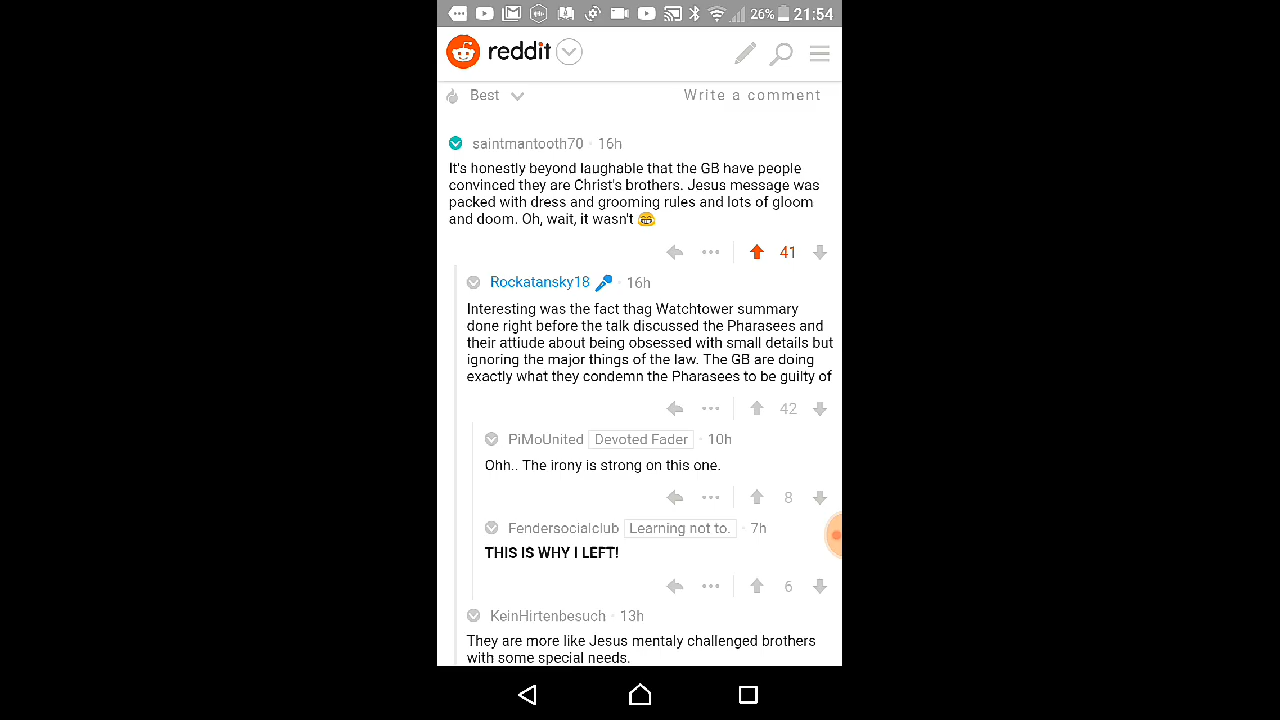 26% 21:54
reddit
Best Write a comment
saintmantooth70 · 16h
It's honestly beyond laughable that the GB have people
convinced they are Christ's brothers. Jesus message was
packed with dress and grooming rules and lots of gloom
and doom. Oh, wait, it wasn't 😂
41
Rockatansky18 · 16h
Interesting was the fact thag Watchtower summary
done right before the talk discussed the Pharasees and
their attiude about being obsessed with small details but
ignoring the major things of the law. The GB are doing
exactly what they condemn the Pharasees to be guilty of
42
PiMoUnited Devoted Fader · 10h
Ohh.. The irony is strong on this one.
8
Fendersocialclub Learning not to. · 7h
THIS IS WHY I LEFT!
6
KeinHirtenbesuch · 13h
They are more like Jesus mentaly challenged brothers
with some special needs.